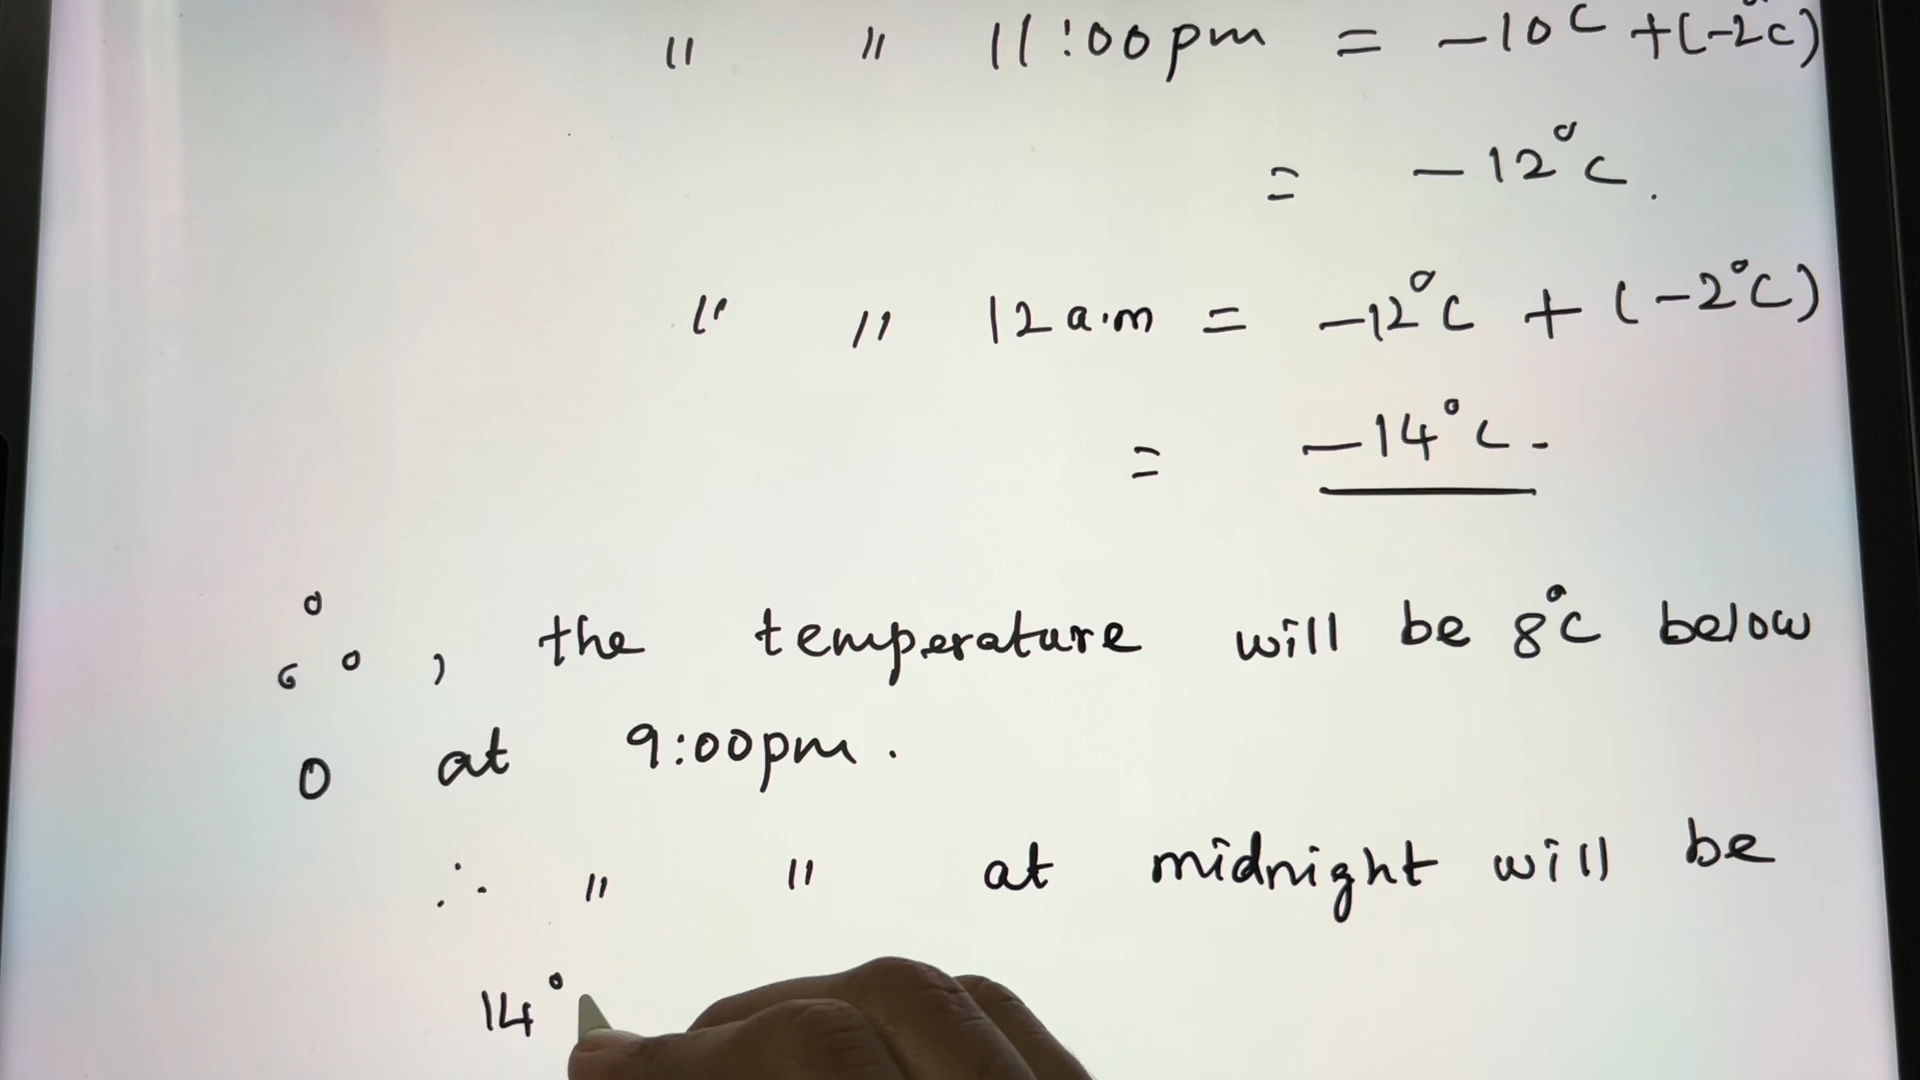 " " 11:00pm = -10C + (-2°C)
= -12°C.
" " 12 a.m = -12°C + (-2°C)
= -14°C.
∴, the temperature will be 8°C below
0 at 9:00pm.
∴ " " at midnight will be
14°